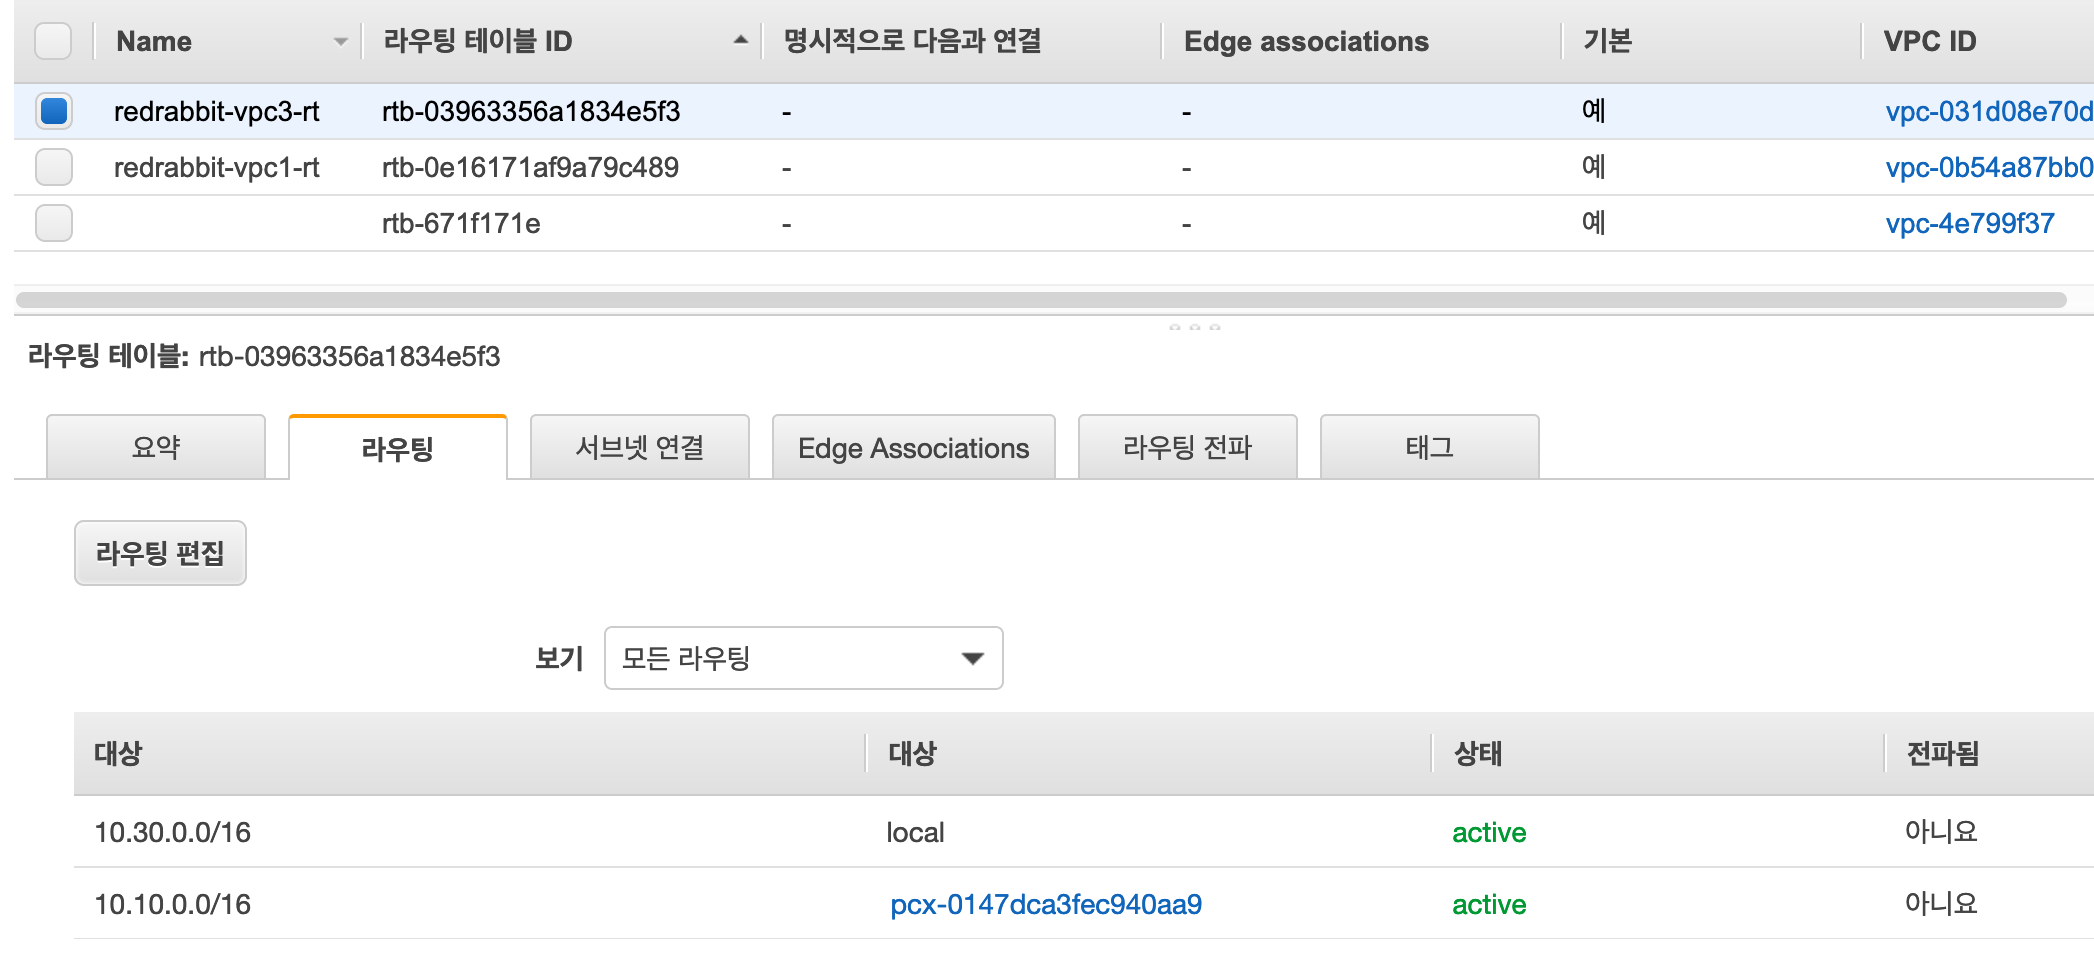 Name 라우팅 테이블 ID 명시적으로 다음과 연결 Edge associations 기본 VPC ID
redrabbit-vpc3-rt rtb-03963356a1834e5f3 - - 예 vpc-031d08e70d
redrabbit-vpc1-rt rtb-0e16171af9a79c489 - - 예 vpc-0b54a87bb0
rtb-671f171e - - 예 vpc-4e799f37
라우팅 테이블: rtb-03963356a1834e5f3
요약 라우팅 서브넷 연결 Edge Associations 라우팅 전파 태그
라우팅 편집
보기 모든 라우팅
대상 대상 상태 전파됨
10.30.0.0/16 local active 아니요
10.10.0.0/16 pcx-0147dca3fec940aa9 active 아니요